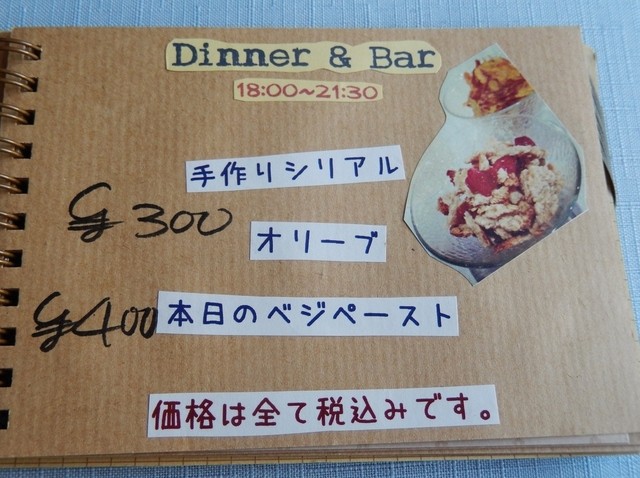 Dinner & Bar
18:00~21:30
手作りシリアル
300 オリーブ
400 本日のベジペースト
価格は全て税込みです。